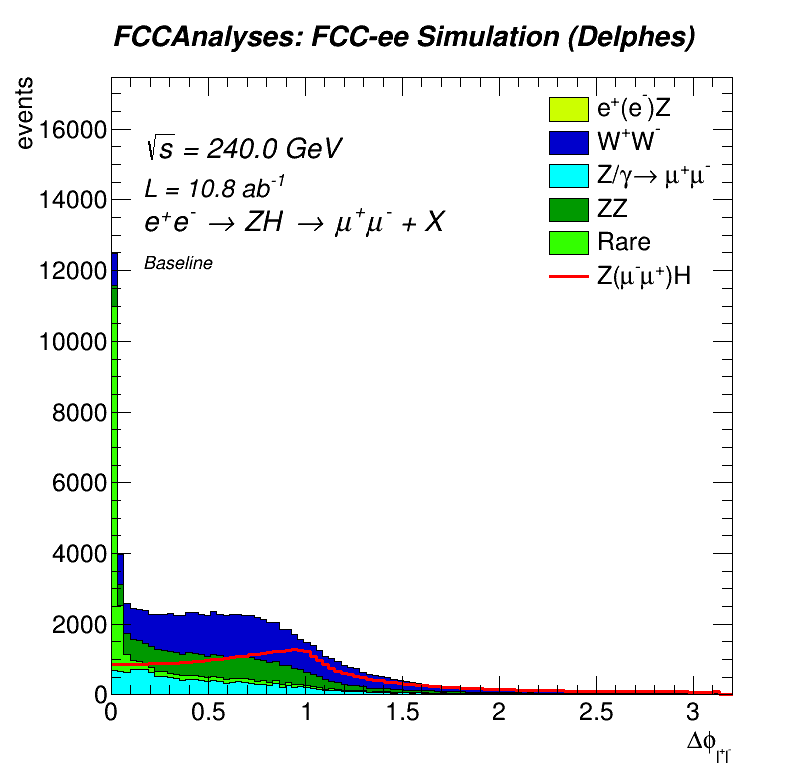 FCCAnalyses: FCC-ee Simulation (Delphes)
events
√s = 240.0 GeV
L = 10.8 ab⁻¹
e⁺e⁻ → ZH → μ⁺μ⁻ + X
Baseline
e⁺(e⁻)Z
W⁺W⁻
Z/γ→ μ⁺μ⁻
ZZ
Rare
Z(μ⁻μ⁺)H
16000
14000
12000
10000
8000
6000
4000
2000
0
0 0.5 1 1.5 2 2.5 3
Δϕ_l⁺l⁻